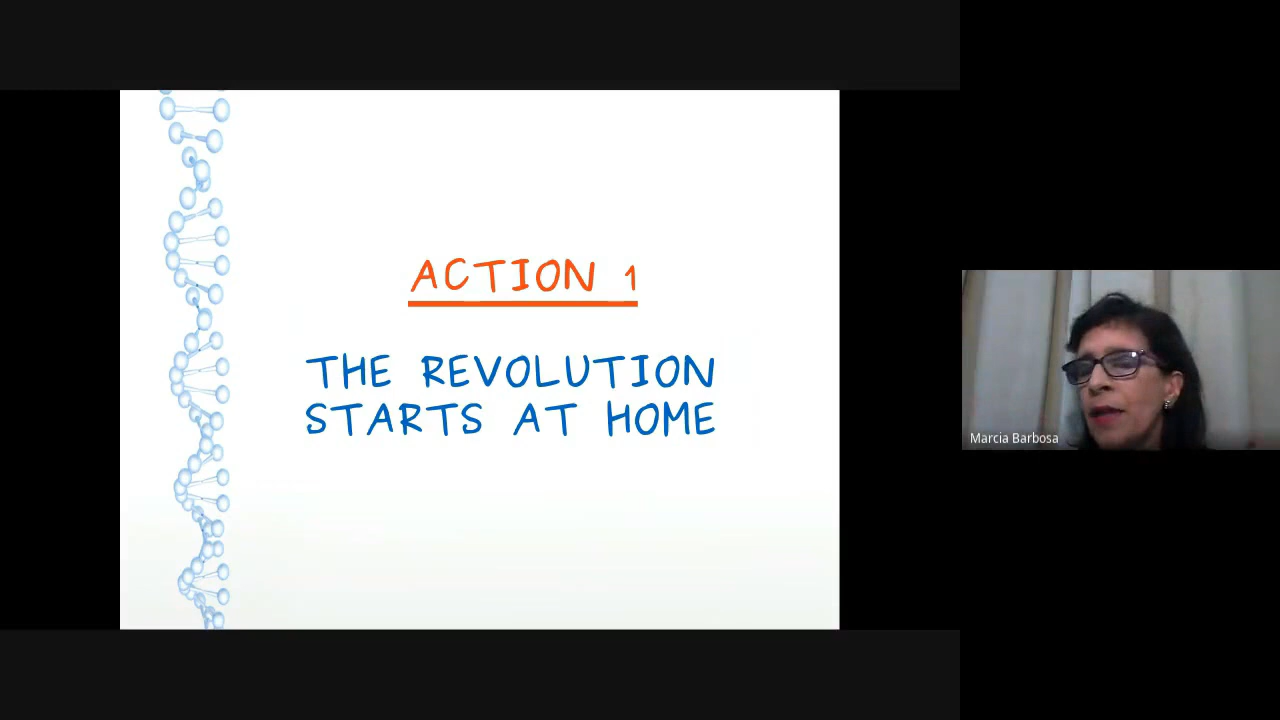 ACTION 1
THE REVOLUTION
STARTS AT HOME
Marcia Barbosa